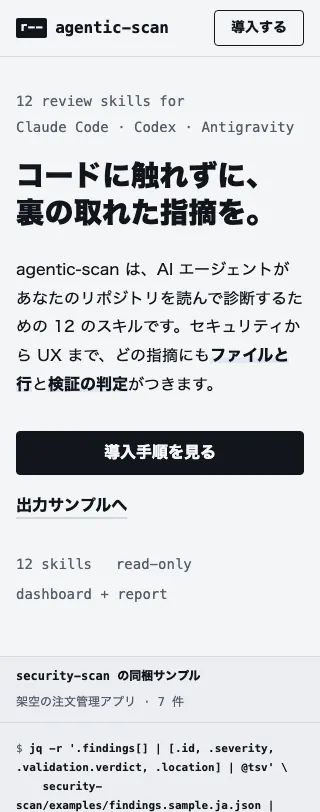 r-- agentic-scan 導入する
12 review skills for
Claude Code · Codex · Antigravity
コードに触れずに、
裏の取れた指摘を。
agentic-scan は、AI エージェントが
あなたのリポジトリを読んで診断するた
めの 12 のスキルです。セキュリティか
ら UX まで、どの指摘にもファイルと
行と検証の判定がつきます。
導入手順を見る
出力サンプルへ
12 skills read-only
dashboard + report
security-scan の同梱サンプル
架空の注文管理アプリ · 7 件
$ jq -r '.findings[] | [.id, .severity,
.validation.verdict, .location] | @tsv' \
security-
scan/examples/findings.sample.ja.json |